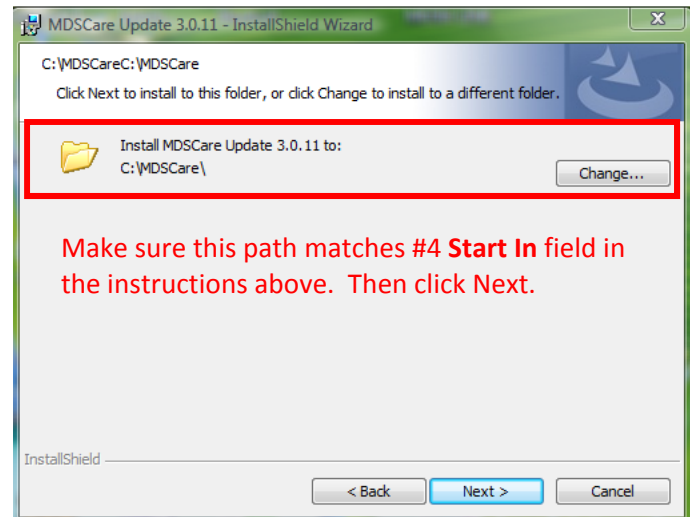 MDSCare Update 3.0.11 - InstallShield Wizard
C:\MDSCareC:\MDSCare
Click Next to install to this folder, or click Change to install to a different folder.
Install MDSCare Update 3.0.11 to:
C:\MDSCare\
Change...
Make sure this path matches #4 Start In field in
the instructions above. Then click Next.
InstallShield
< Back
Next >
Cancel